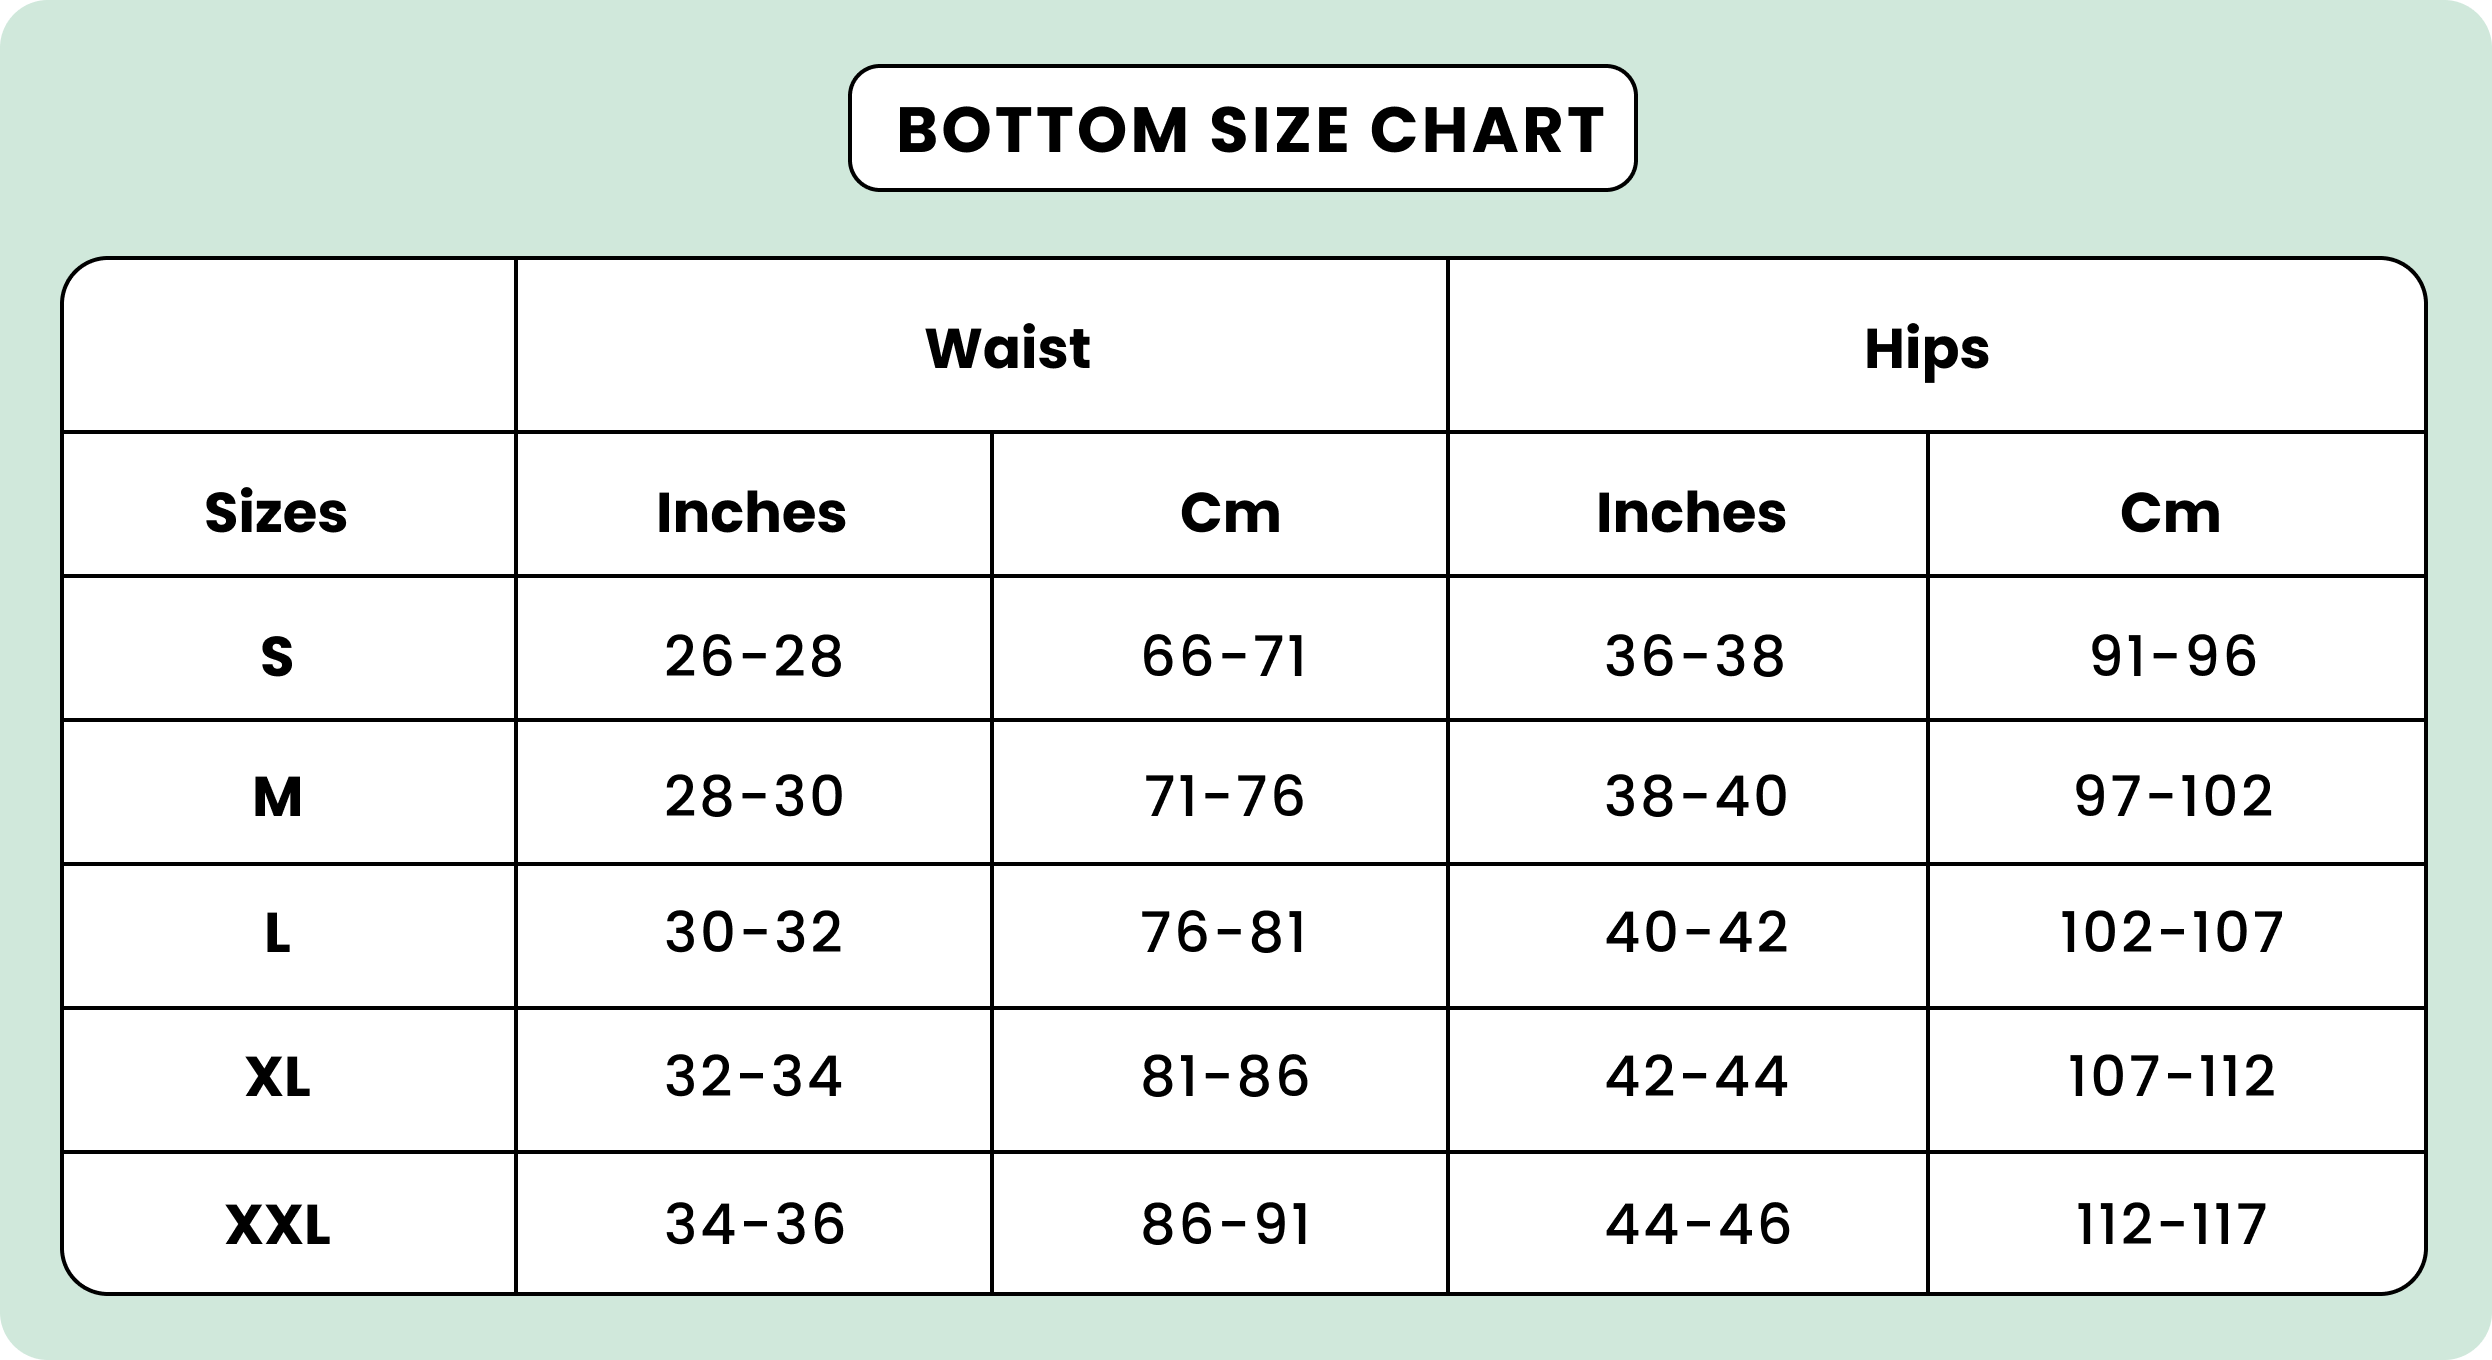 BOTTOM SIZE CHART
Waist Hips
Sizes Inches Cm Inches Cm
S 26-28 66-71 36-38 91-96
M 28-30 71-76 38-40 97-102
L 30-32 76-81 40-42 102-107
XL 32-34 81-86 42-44 107-112
XXL 34-36 86-91 44-46 112-117